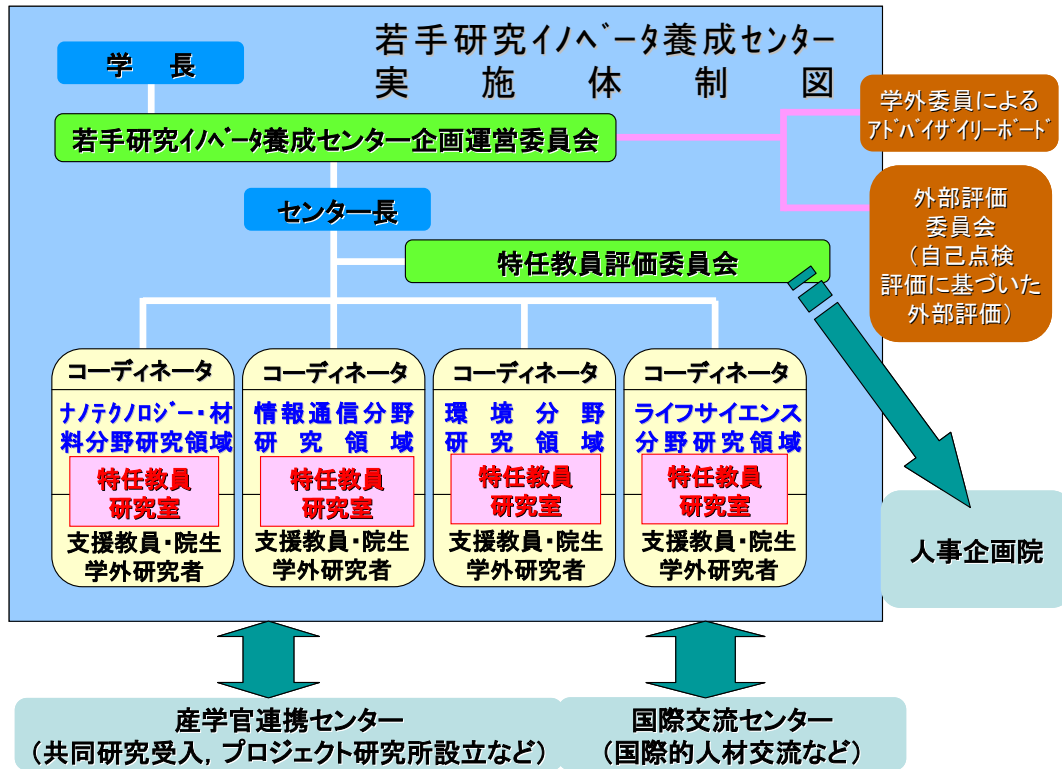 若手研究ｲﾉﾍﾞｰﾀ養成センター
実施体制図
学　長
若手研究ｲﾉﾍﾞｰﾀ養成センター企画運営委員会
学外委員による
ｱﾄﾞﾊﾞｲｻﾞｲﾘｰﾎﾞｰﾄﾞ
センター長
外部評価
委員会
（自己点検
評価に基づいた
外部評価）
特任教員評価委員会
コーディネータ
ナノテクノロジー・材
料分野研究領域
特任教員
研究室
支援教員・院生
学外研究者
コーディネータ
情報通信分野
研究領域
特任教員
研究室
支援教員・院生
学外研究者
コーディネータ
環境分野
研究領域
特任教員
研究室
支援教員・院生
学外研究者
コーディネータ
ライフサイエンス
分野研究領域
特任教員
研究室
支援教員・院生
学外研究者
人事企画院
産学官連携センター
（共同研究受入，プロジェクト研究所設立など）
国際交流センター
（国際的人材交流など）